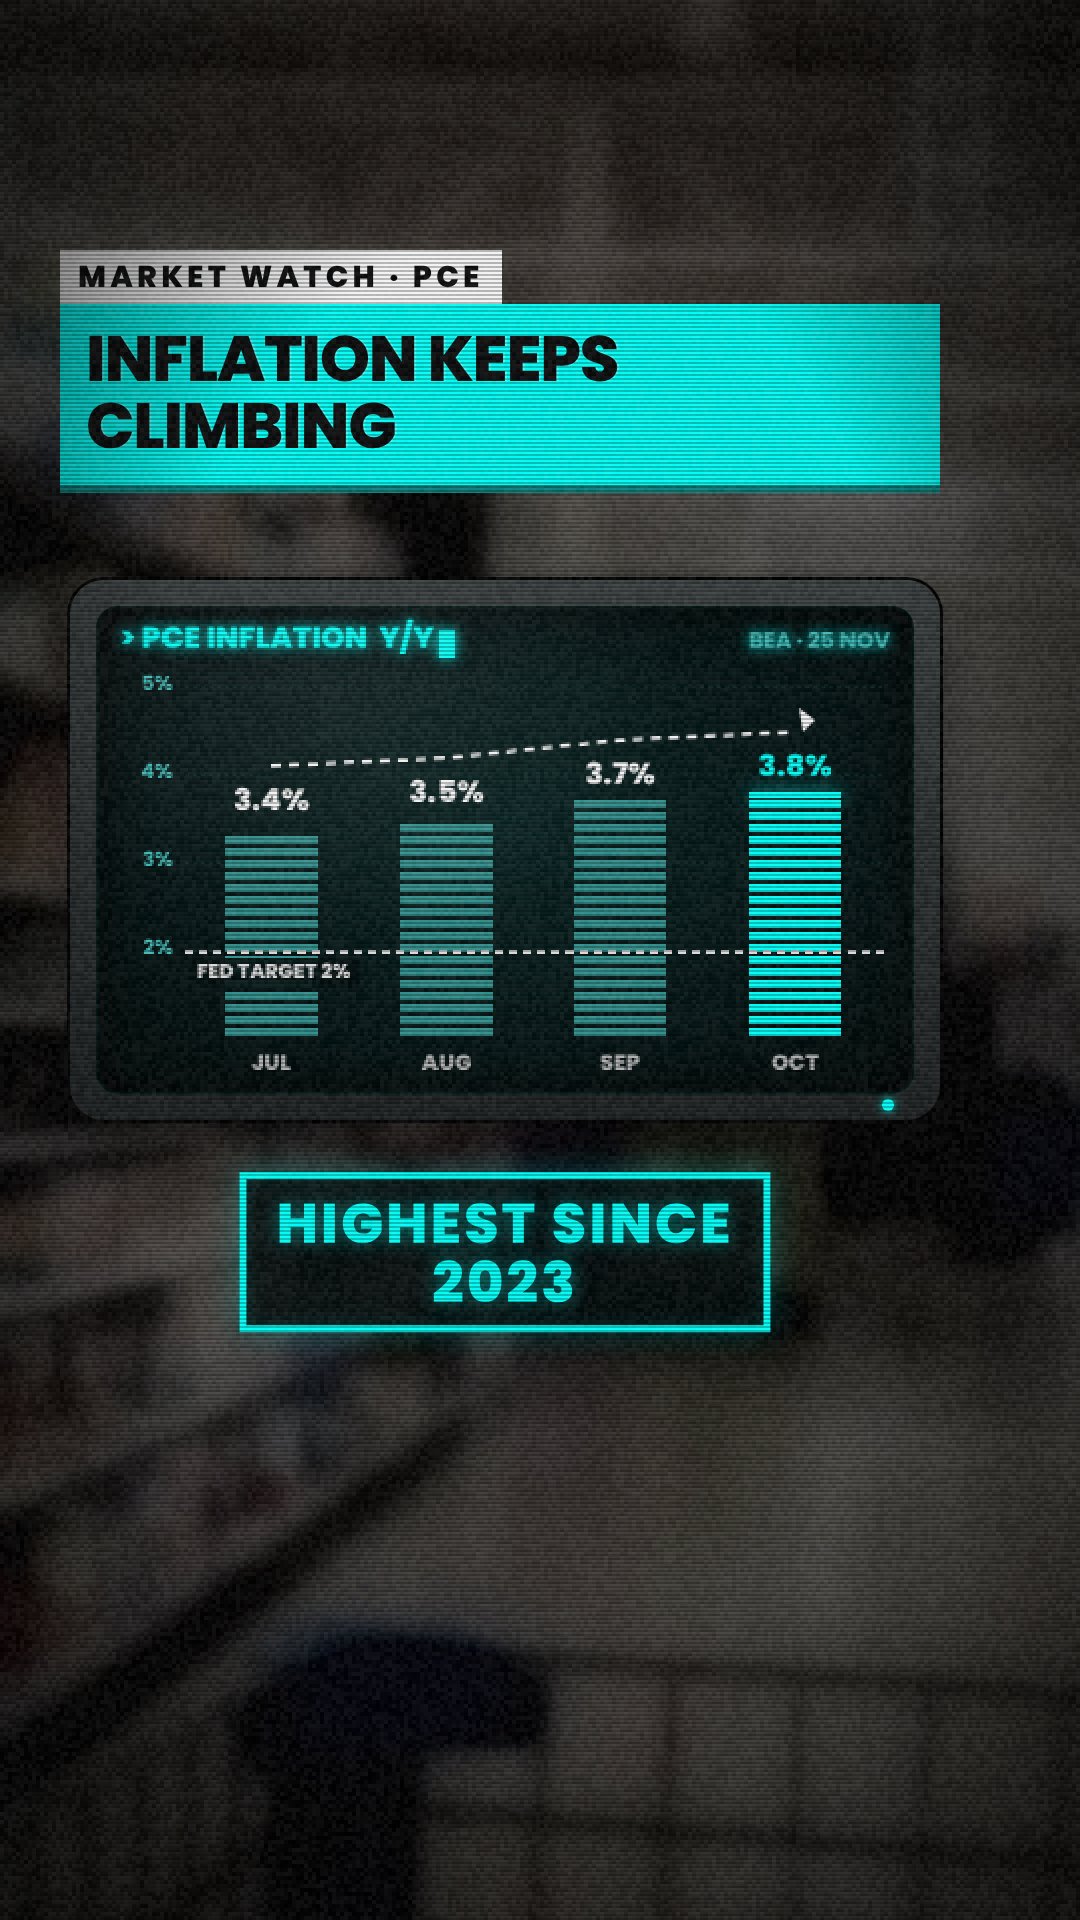 MARKET WATCH · PCE
INFLATION KEEPS
CLIMBING
> PCE INFLATION Y/Y
BEA · 25 NOV
5%
4%
3%
2%
3.4%
3.5%
3.7%
3.8%
FED TARGET 2%
JUL
AUG
SEP
OCT
HIGHEST SINCE
2023